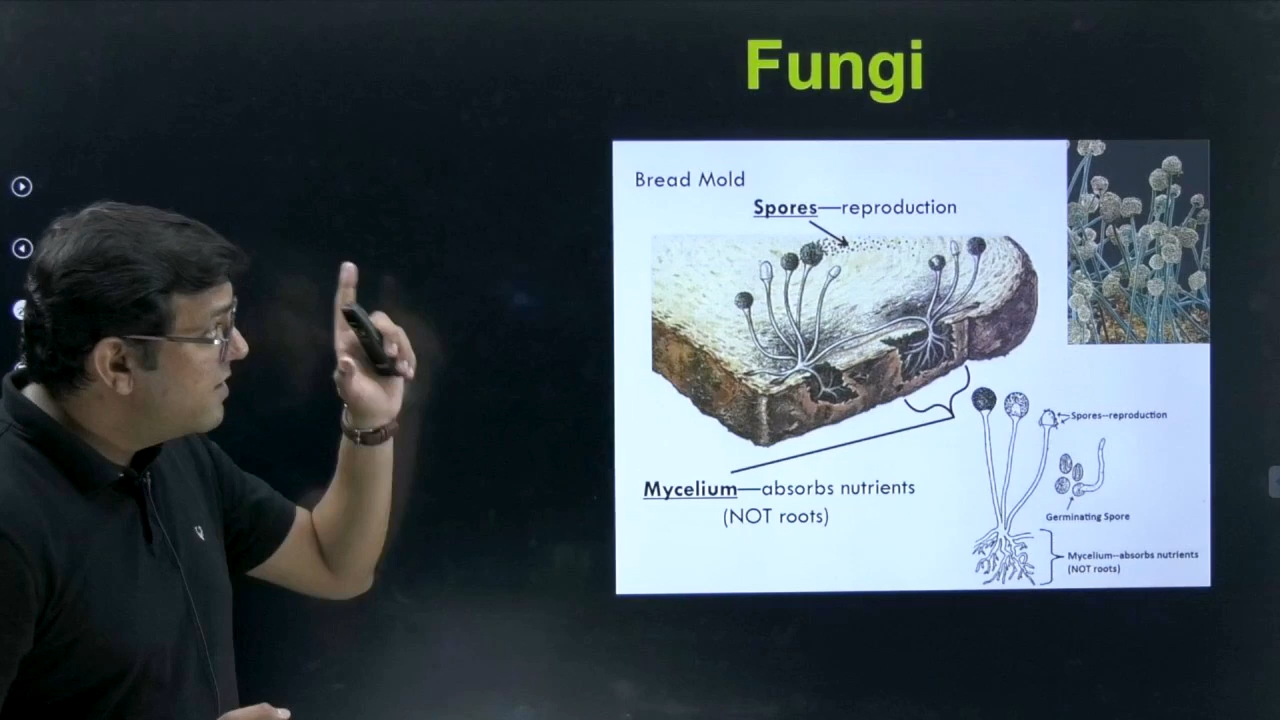 Fungi
Bread Mold
Spores—reproduction
Spores--reproduction
Germinating Spore
Mycelium—absorbs nutrients
(NOT roots)
Mycelium--absorbs nutrients
(NOT roots)